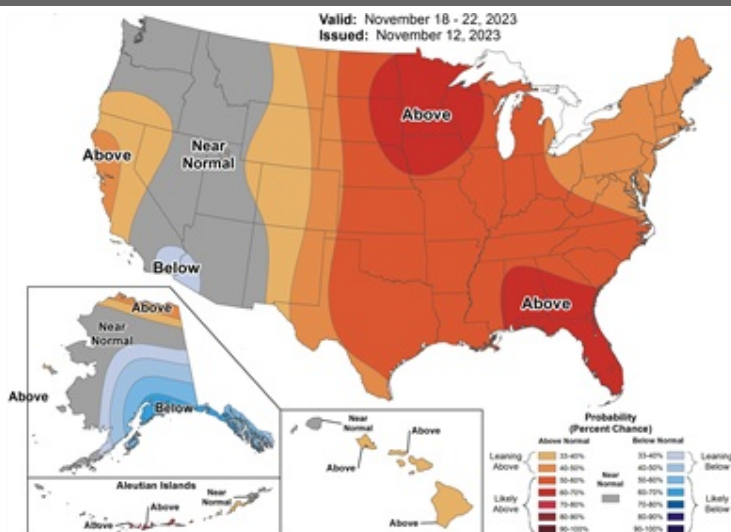 Valid: November 18 - 22, 2023
Issued: November 12, 2023
Above
Above
Near
Normal
Below
Above
Above
Near
Normal
Above
Below
Aleutian Islands
Above
Near
Normal
Above
Near
Normal
Above
Above
Above
Probability
(Percent Chance)
Above Normal
Below Normal
Leaning
Above
33-40%
40-50%
Likely
Above
50-60%
60-70%
70-80%
80-90%
90-100%
Near
Normal
33-40%
40-50%
Leaning
Below
50-60%
60-70%
70-80%
80-90%
90-100%
Likely
Below